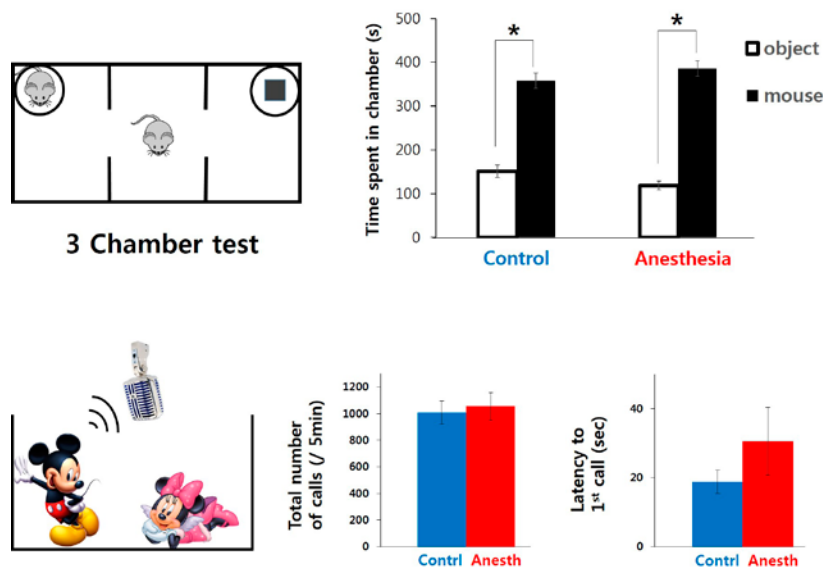 3 Chamber test
Time spent in chamber (s)
500
400
300
200
100
0
*
*
object
mouse
Control
Anesthesia
Total number
of calls (/ 5min)
1200
1000
800
600
400
200
0
Contrl
Anesth
Latency to
1st call (sec)
40
20
0
Contrl
Anesth